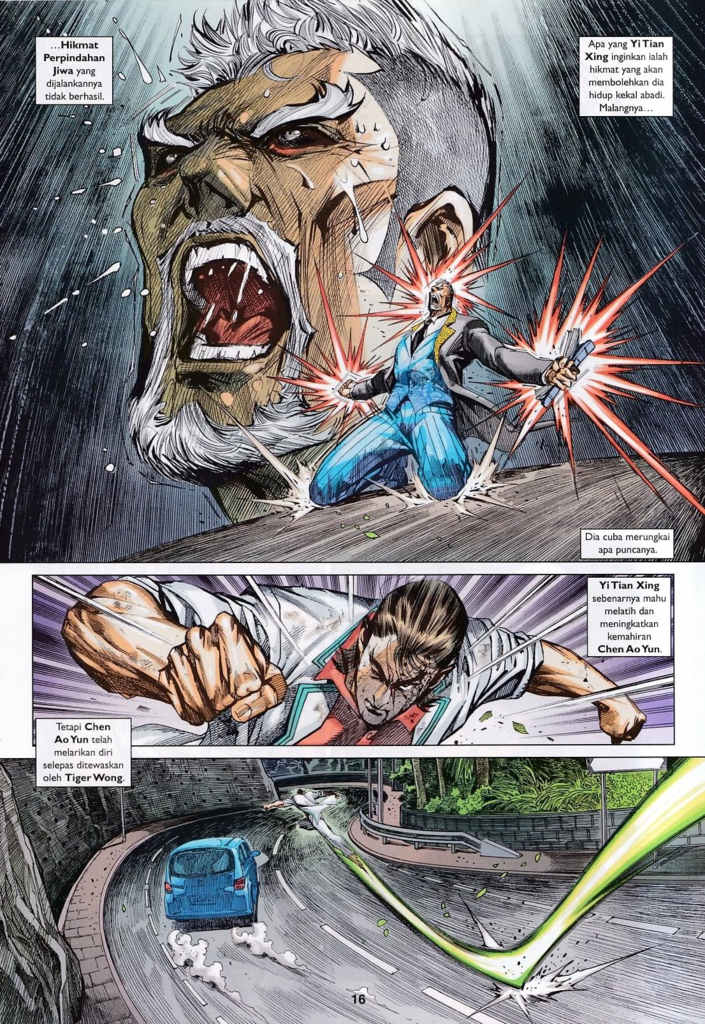 ...Hikmat
Perpindahan
Jiwa yang
dijalankannya
tidak berhasil.
Apa yang Yi Tian
Xing inginkan ialah
hikmat yang akan
membolehkan dia
hidup kekal abadi.
Malangnya...
Dia cuba merungkai
apa puncanya.
Yi Tian Xing
sebenarnya mahu
melatih dan
meningkatkan
kemahiran
Chen Ao Yun.
Tetapi Chen
Ao Yun telah
melarikan diri
selepas ditewaskan
oleh Tiger Wong.
16